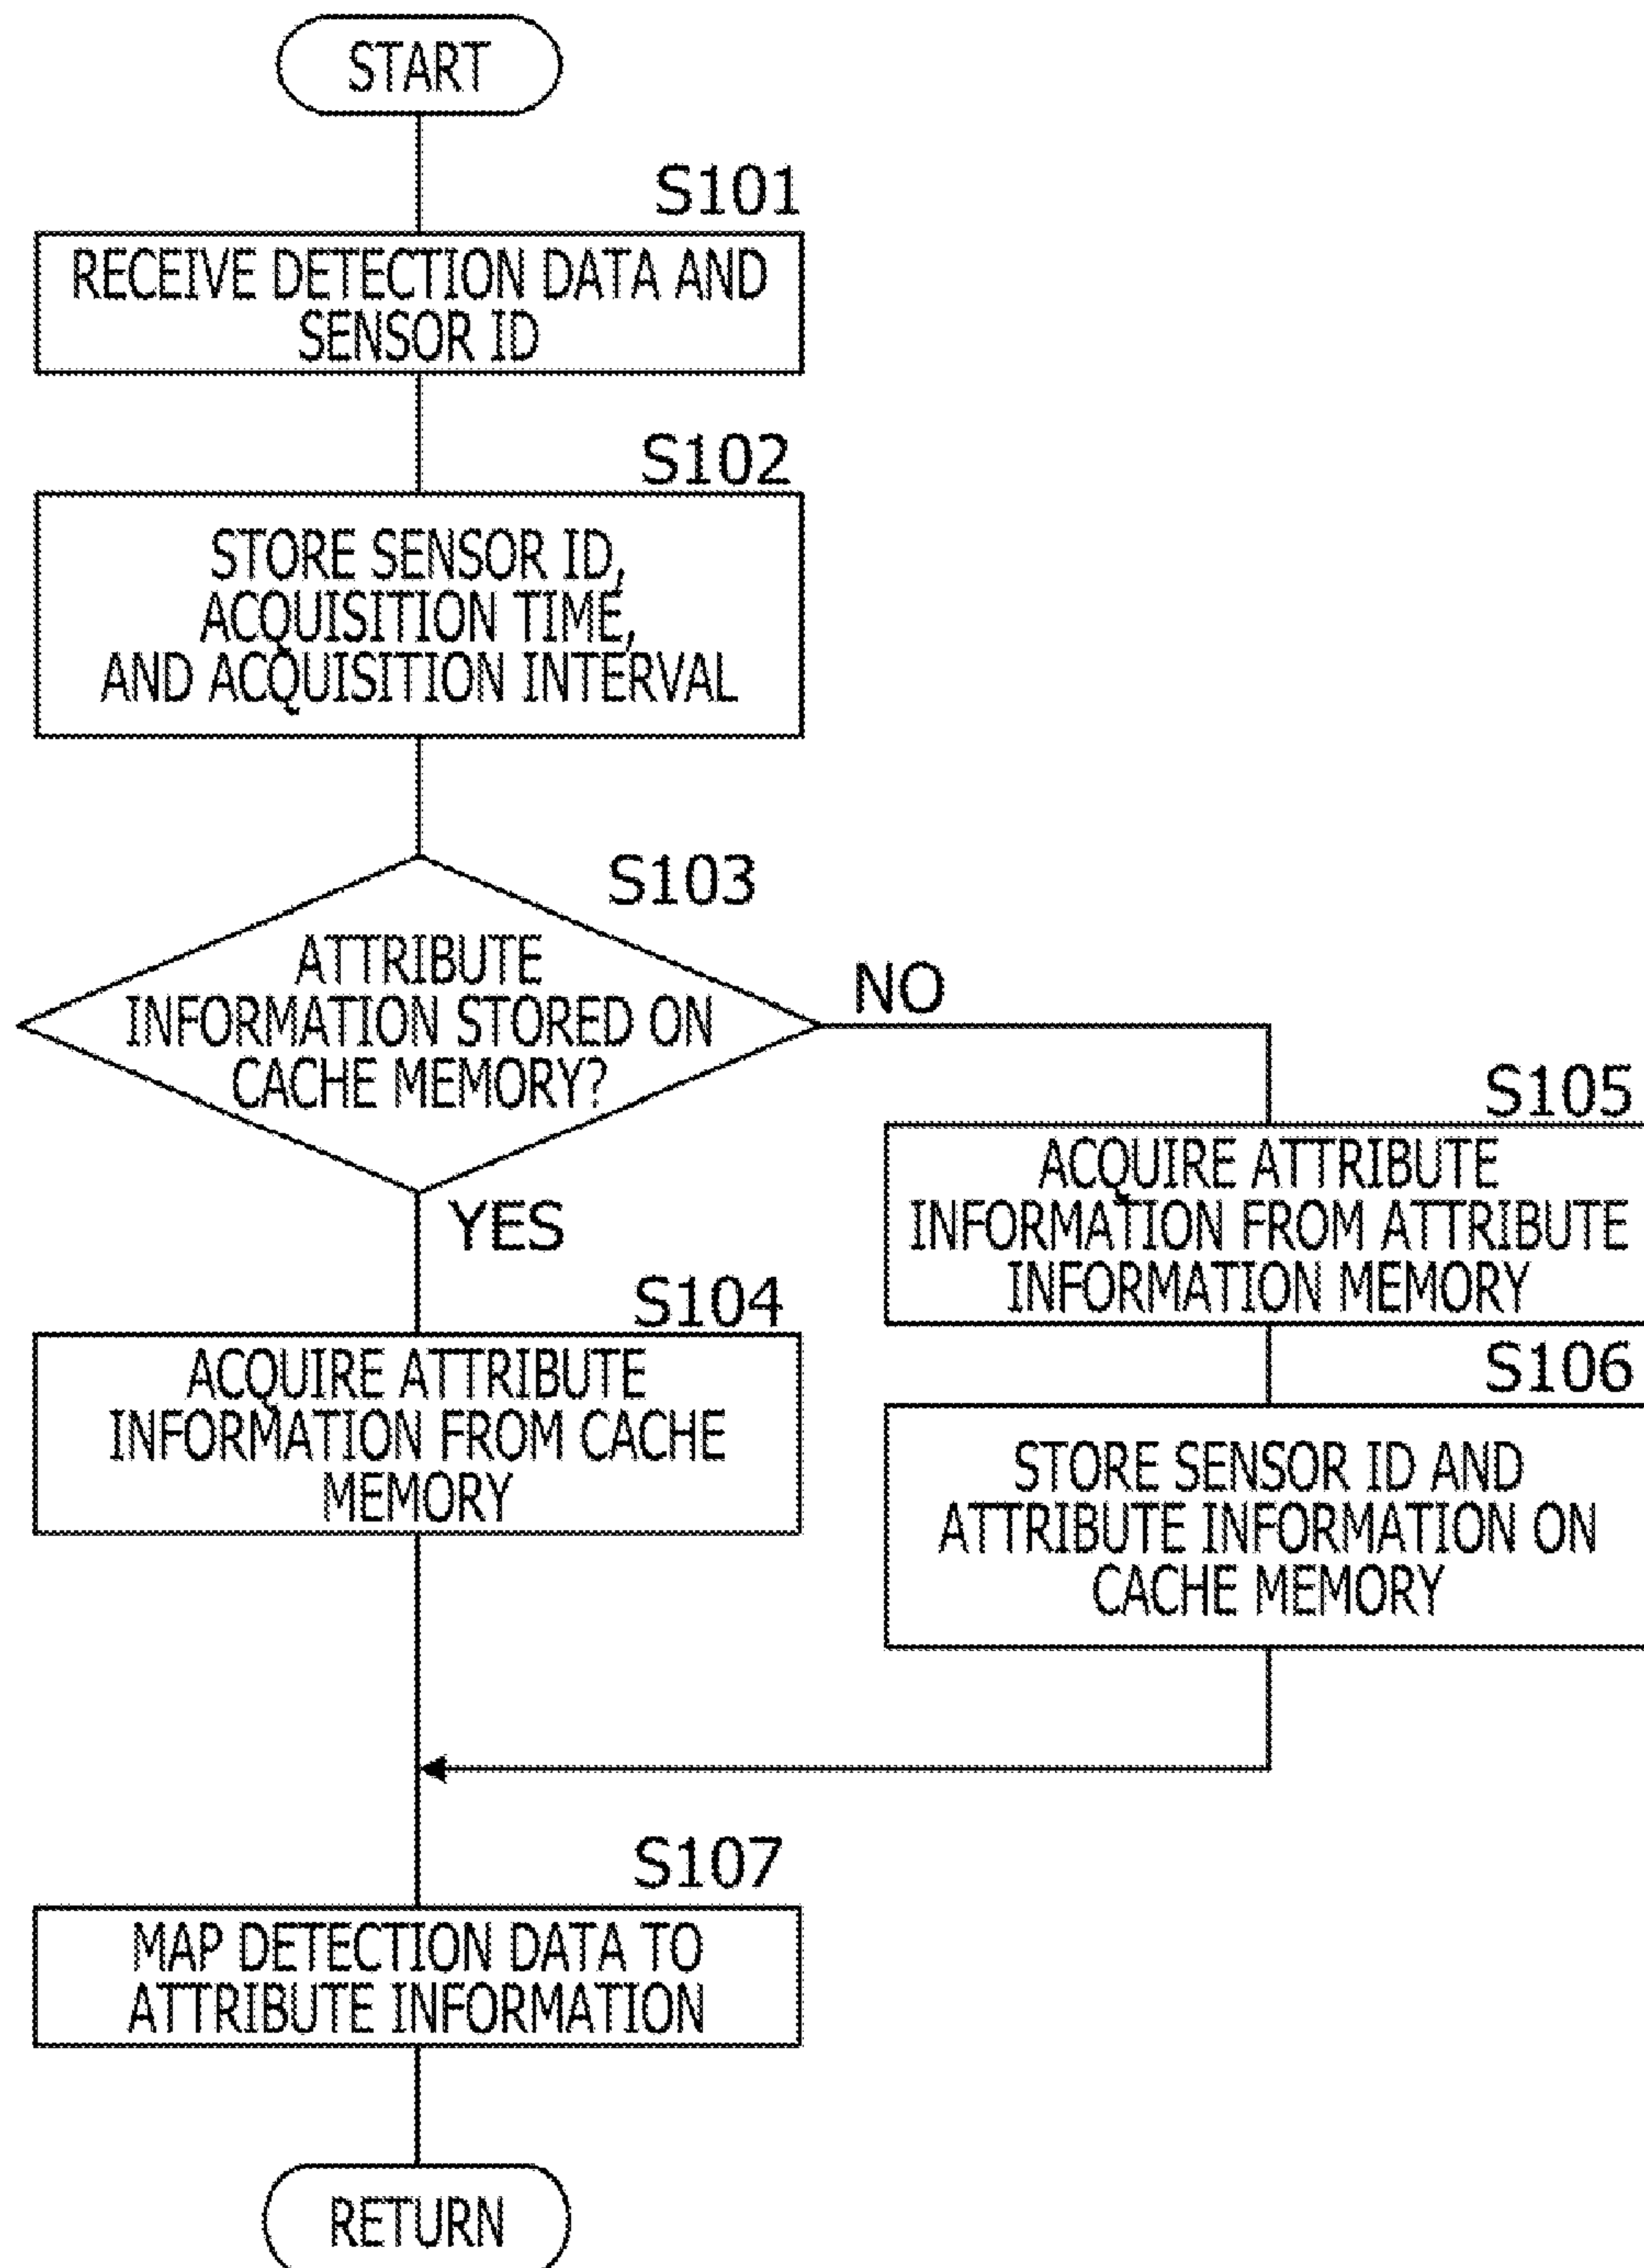 START
S101
RECEIVE DETECTION DATA AND
SENSOR ID
S102
STORE SENSOR ID,
ACQUISITION TIME,
AND ACQUISITION INTERVAL
S103
ATTRIBUTE
INFORMATION STORED ON
CACHE MEMORY?
NO
YES
S104
ACQUIRE ATTRIBUTE
INFORMATION FROM CACHE
MEMORY
S105
ACQUIRE ATTRIBUTE
INFORMATION FROM ATTRIBUTE
INFORMATION MEMORY
S106
STORE SENSOR ID AND
ATTRIBUTE INFORMATION ON
CACHE MEMORY
S107
MAP DETECTION DATA TO
ATTRIBUTE INFORMATION
RETURN